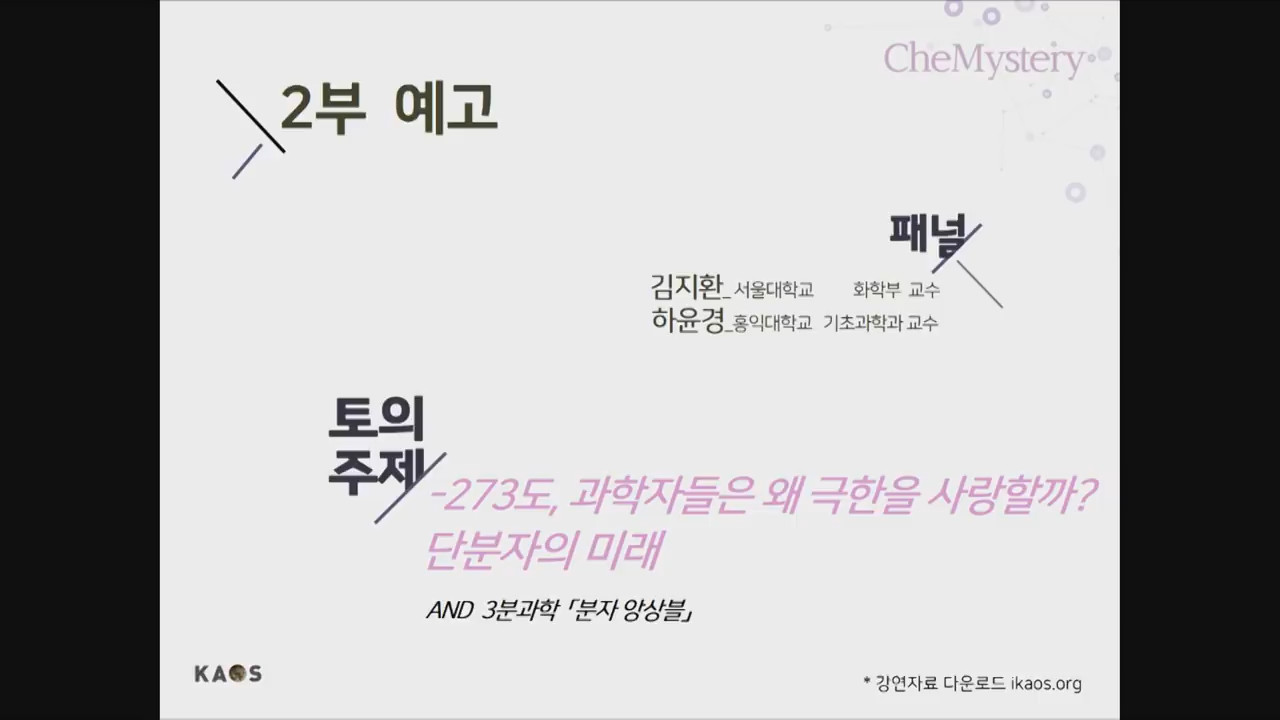 CheMystery
2부 예고
패널
김지환_서울대학교 화학부 교수
하윤경_홍익대학교 기초과학과 교수
토의
주제
-273도, 과학자들은 왜 극한을 사랑할까?
단분자의 미래
AND 3분과학 「분자 앙상블」
KAOS
* 강연자료 다운로드 ikaos.org